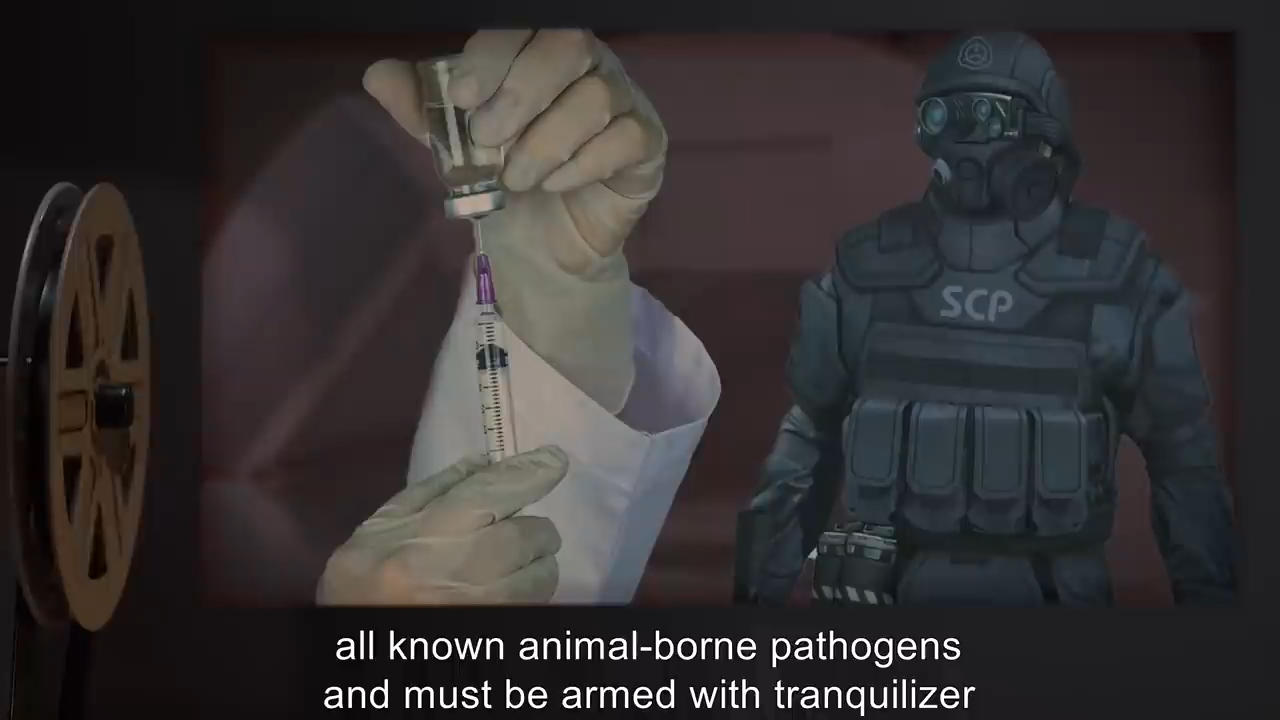 SCP
all known animal-borne pathogens
and must be armed with tranquilizer